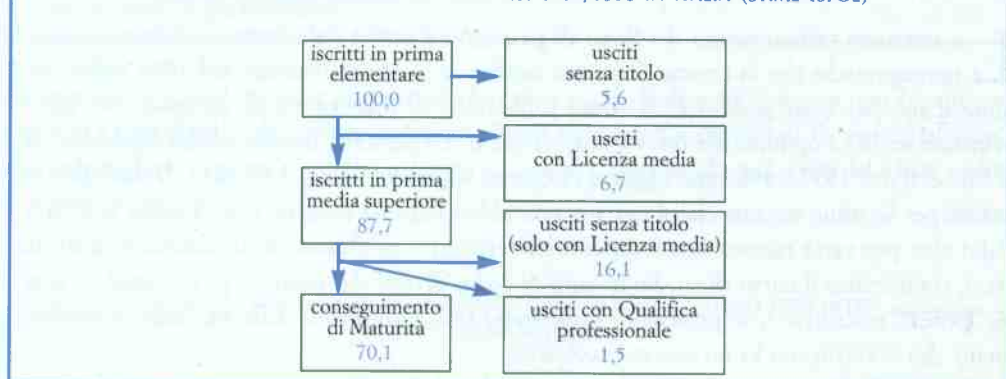 iscritti in prima
elementare
100,0
usciti
senza titolo
5,6
usciti
con Licenza media
6,7
iscritti in prima
media superiore
87,7
usciti senza titolo
(solo con Licenza media)
16,1
conseguimento
di Maturità
70,1
usciti con Qualifica
professionale
1,5